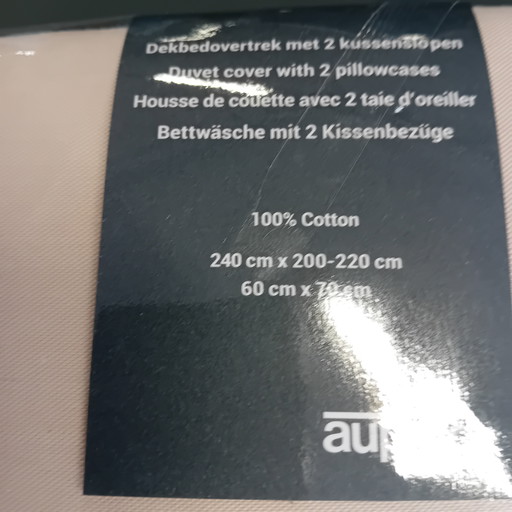 Dekbedovertrek met 2 kussenslopen
Duvet cover with 2 pillowcases
Housse de couette avec 2 taie d'oreiller
Bettwäsche mit 2 Kissenbezüge
100% Cotton
240 cm x 200-220 cm
60 cm x 70 cm